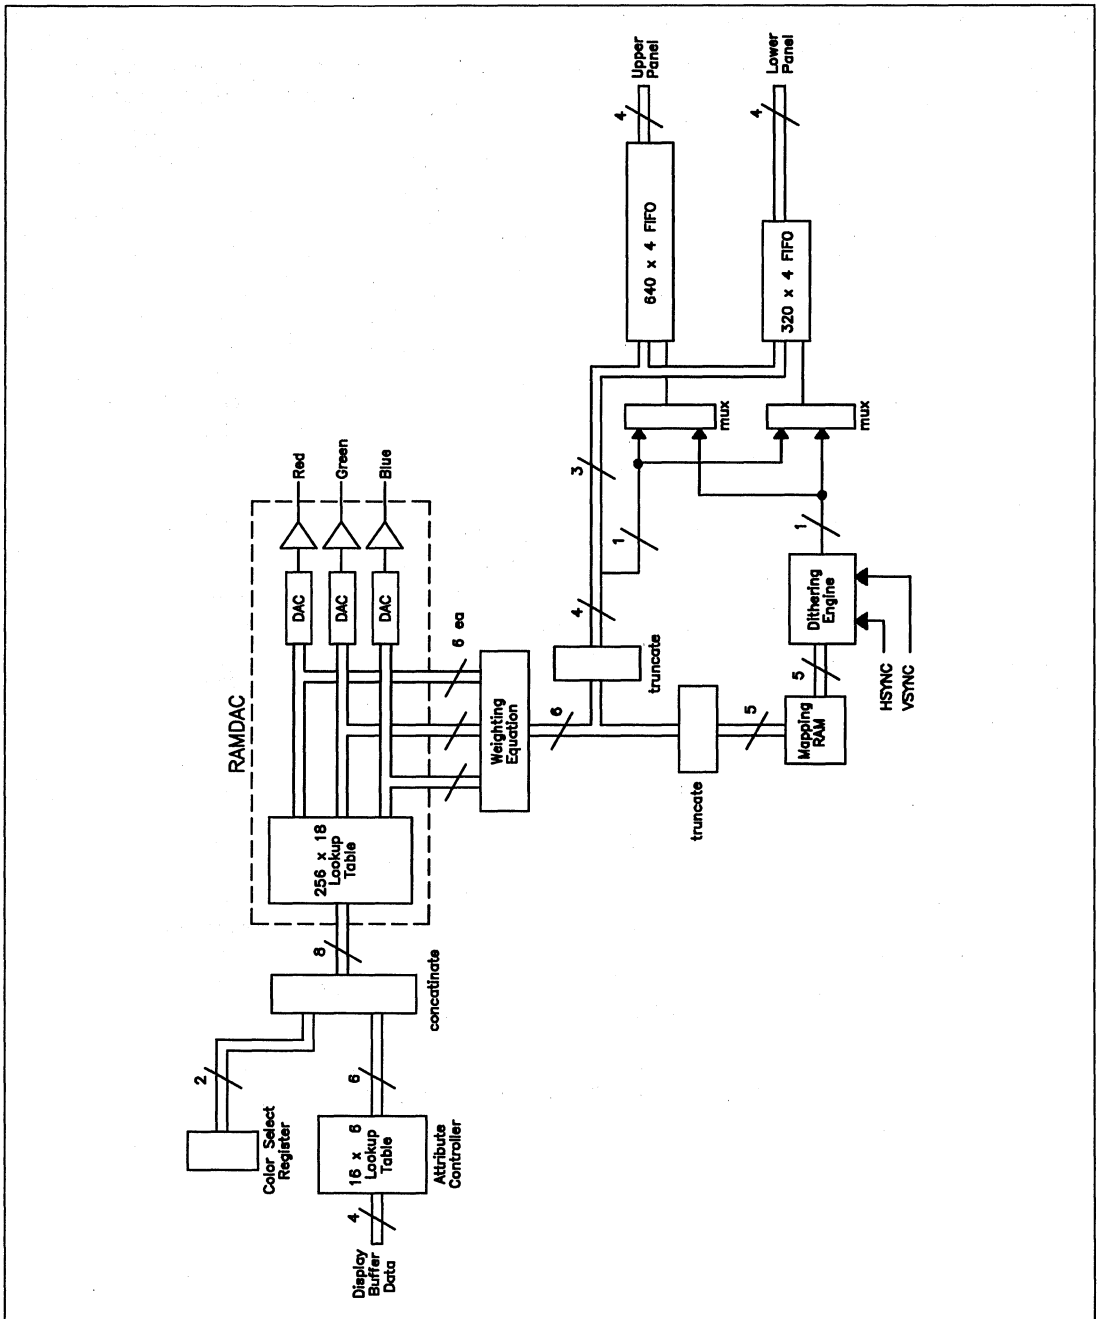 Display
Buffer
Data
4
16 x 6
Lookup
Table
Attribute
Controller
Color Select
Register
2
6
concatinate
8
RAMDAC
256 x 18
Lookup
Table
DAC
DAC
DAC
Red
Green
Blue
6 ea
Weighting
Equation
6
truncate
truncate
5
Mapping
RAM
5
Dithering
Engine
HSYNC
VSYNC
4
1
3
1
mux
mux
640 x 4 FIFO
320 x 4 FIFO
4
Upper
Panel
4
Lower
Panel